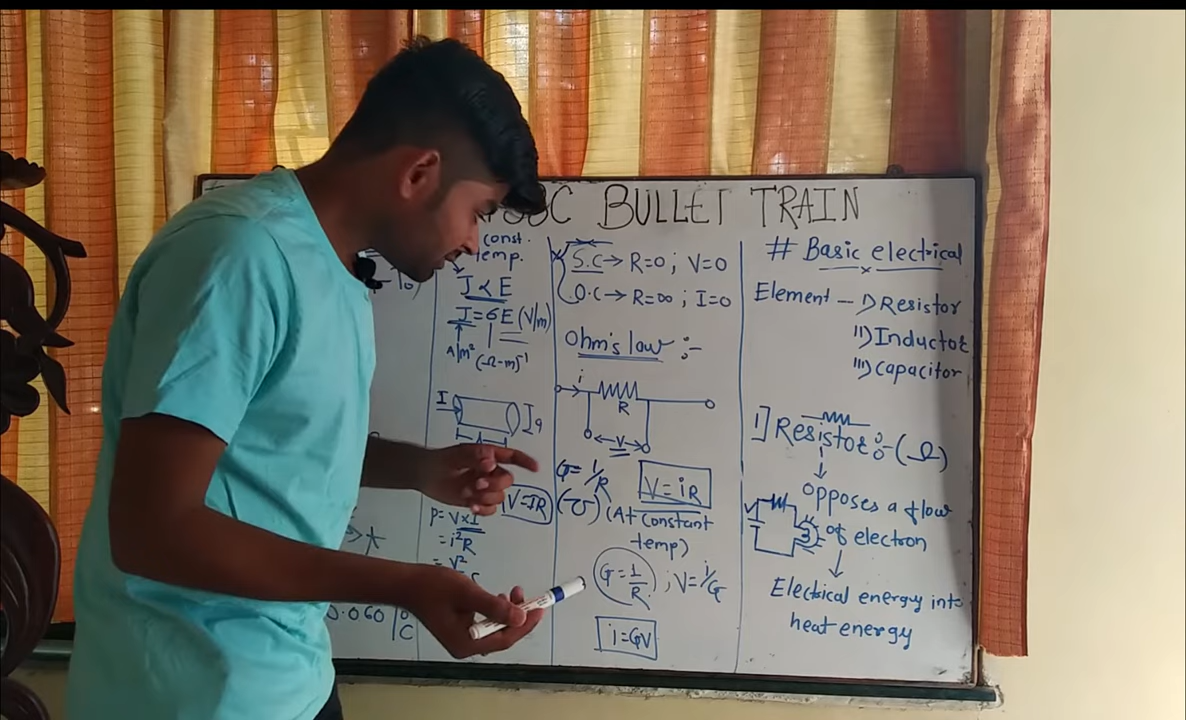 BULLET TRAIN
const.
temp.
J ∝ E
J = σE (V/m)
A/m² (Ω-m)⁻¹
I
V=IR
P = V×I
= i²R
= V²
0.060
C
S.C → R=0 ; V=0
O.C → R=∞ ; I=0
Ohm's law :-
i
R
V
G = 1/R
(℧)
V = iR
(At constant
temp)
G = 1/R ; V = i/G
i = GV
# Basic electrical
Element – i) Resistor
ii) Inductor
iii) Capacitor
1] Resistor :- (Ω)
Opposes a flow
of electron
V
Electrical energy into
heat energy